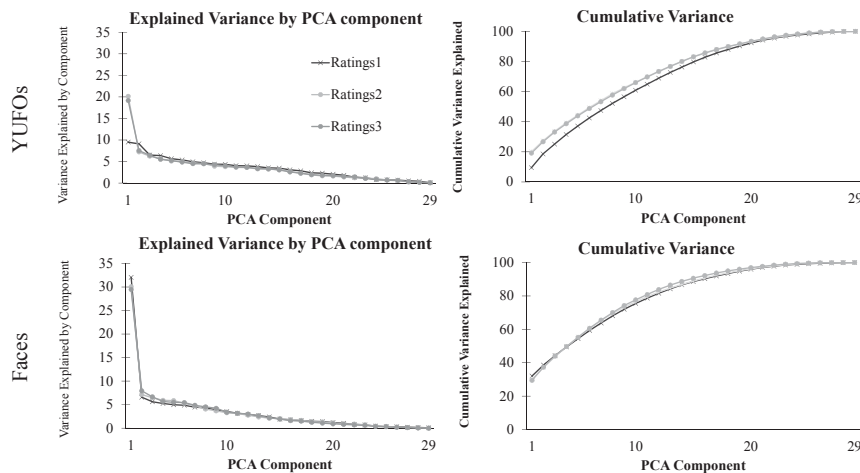 Explained Variance by PCA component
35
30
25
20
15
10
5
0
1
10
20
29
Variance Explained by Component
PCA Component
Ratings1
Ratings2
Ratings3
YUFOs
Cumulative Variance
100
80
60
40
20
0
1
10
20
29
Cumulative Variance Explained
PCA Component
Explained Variance by PCA component
35
30
25
20
15
10
5
0
1
10
20
29
Variance Explained by Component
PCA Component
Faces
Cumulative Variance
100
80
60
40
20
0
1
10
20
29
Cumulative Variance Explained
PCA Component